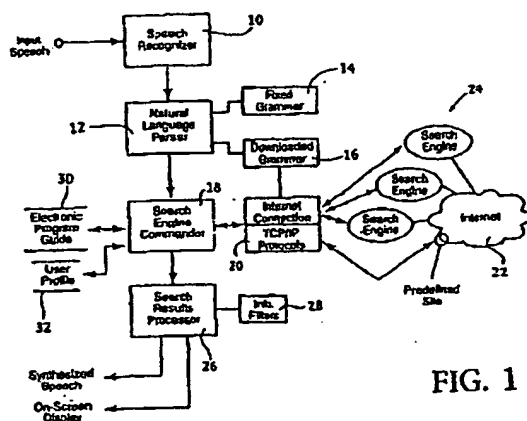 Input
Speech
Speech
Recognizer
10
Natural
Language
Parser
12
Fixed
Grammar
14
Downloaded
Grammar
16
24
Search
Engine
Search
Engine
Search
Engine
Internet
22
Predefined
Site
30
Electronic
Program
Guide
User
Profile
32
18
Search
Engine
Commander
Internet
Connection
TCP/IP
Protocols
20
Search
Results
Processor
26
Info.
Filters
28
Synthesized
Speech
On-Screen
Display
FIG. 1